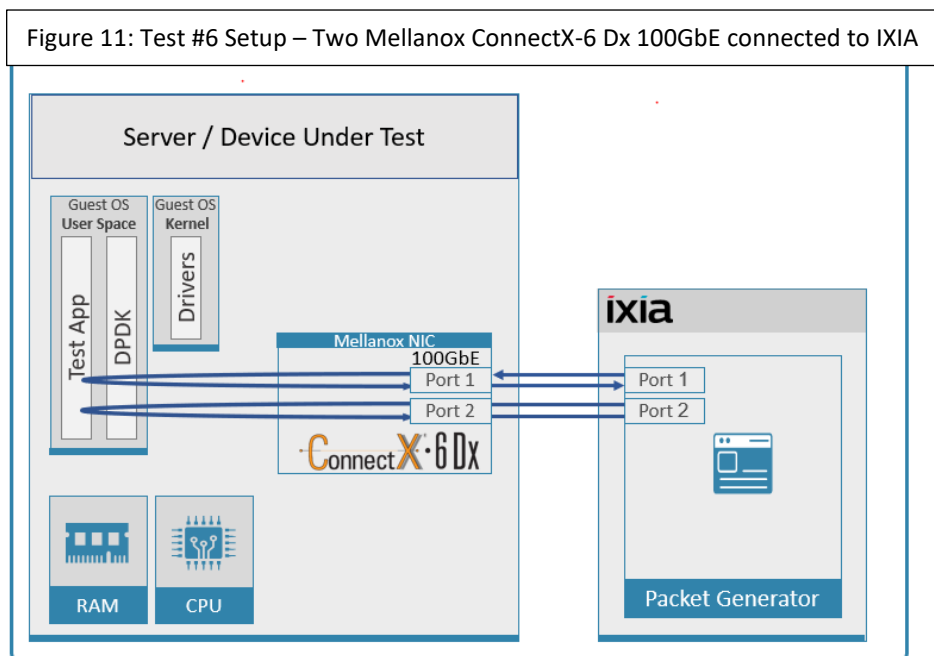 Figure 11: Test #6 Setup – Two Mellanox ConnectX-6 Dx 100GbE connected to IXIA
Server / Device Under Test
Guest OS
User Space
Test App
DPDK
Guest OS
Kernel
Drivers
Mellanox NIC
100GbE
Port 1
Port 2
ConnectX·6 Dx
RAM
CPU
ixia
Port 1
Port 2
Packet Generator